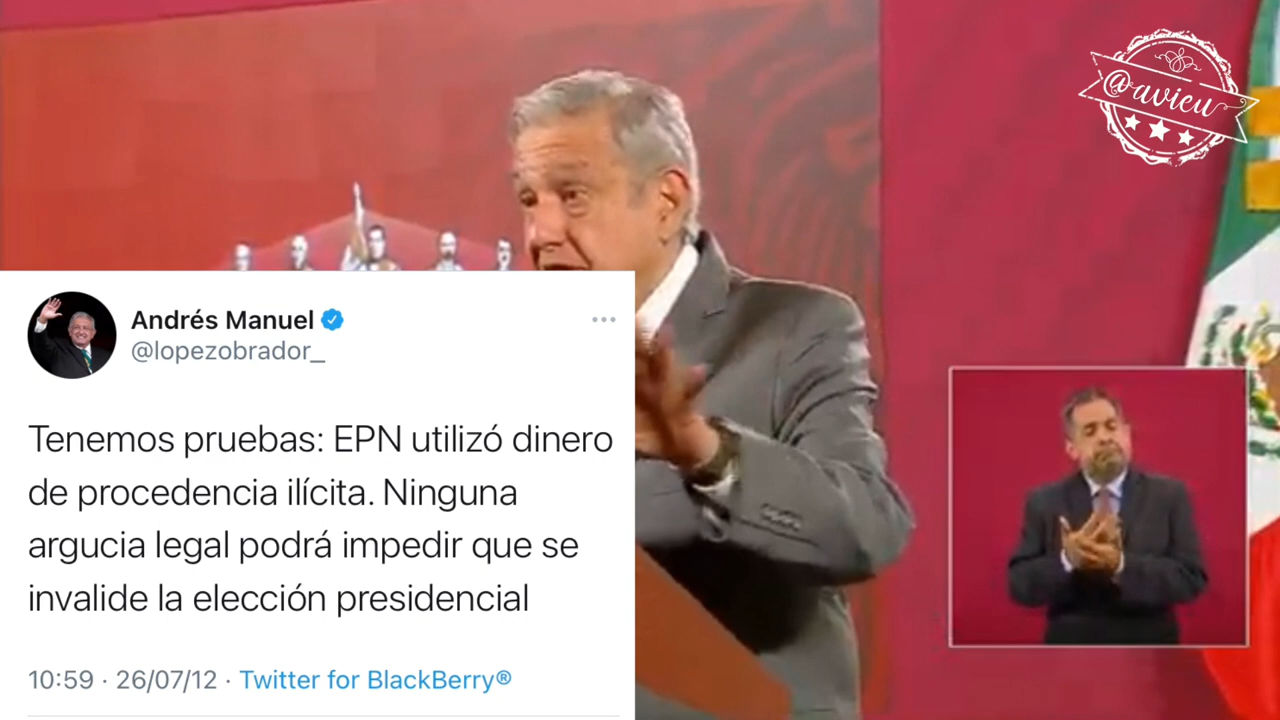 @avieu
Andrés Manuel
@lopezobrador_
Tenemos pruebas: EPN utilizó dinero
de procedencia ilícita. Ninguna
argucia legal podrá impedir que se
invalide la elección presidencial
10:59 · 26/07/12 · Twitter for BlackBerry®